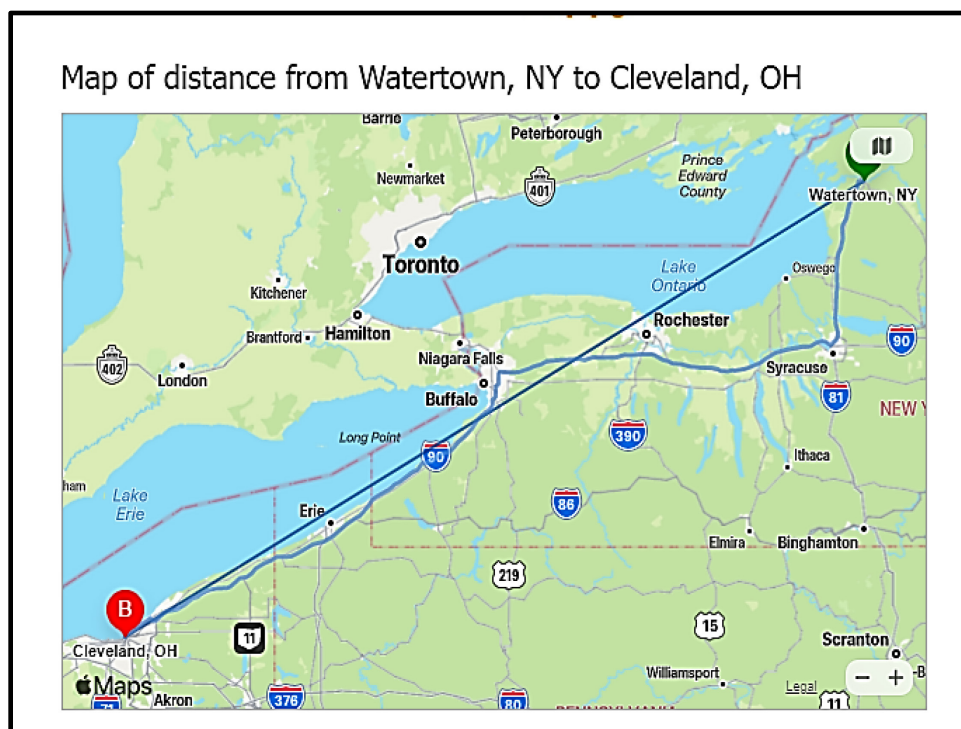 Map of distance from Watertown, NY to Cleveland, OH
Barrie
Peterborough
Newmarket
401
Prince
Edward
County
Watertown, NY
Toronto
Lake
Ontario
Oswego
Kitchener
Hamilton
Rochester
Brantford
90
Niagara Falls
Syracuse
402
London
Buffalo
81
NEW Y
Long Point
390
90
Ithaca
ham
Lake
Erie
86
Erie
Elmira
Binghamton
219
B
15
11
Scranton
Cleveland, OH
Williamsport
− +
-B
Maps
Legal
Akron
71
376
80
11
PENNSYLVANIA